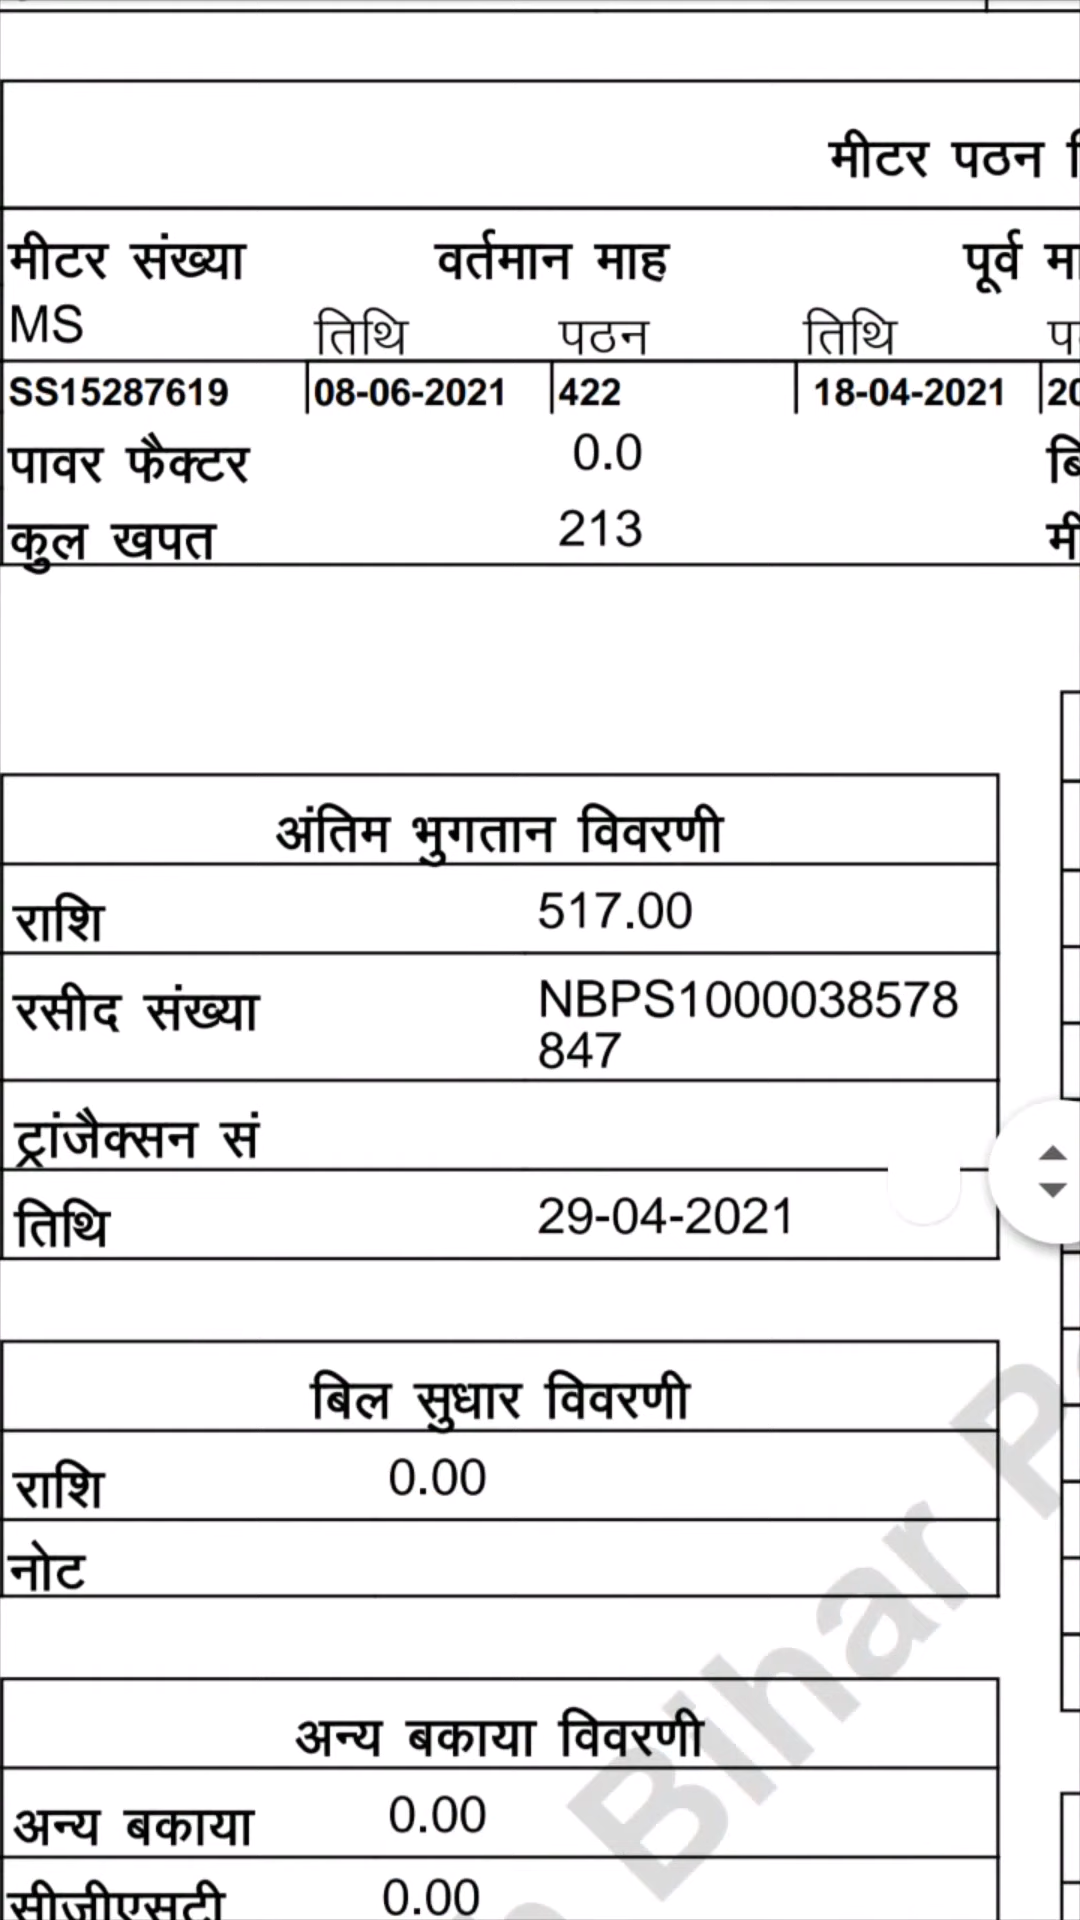 मीटर पठन
मीटर संख्या वर्तमान माह पूर्व
MS तिथि पठन तिथि
SS15287619 08-06-2021 422 18-04-2021
पावर फैक्टर 0.0
कुल खपत 213
अंतिम भुगतान विवरणी
राशि 517.00
रसीद संख्या NBPS1000038578
847
ट्रांजैक्सन सं
तिथि 29-04-2021
बिल सुधार विवरणी
राशि 0.00
नोट
अन्य बकाया विवरणी
अन्य बकाया 0.00
सीजीएसटी 0.00
Bihar